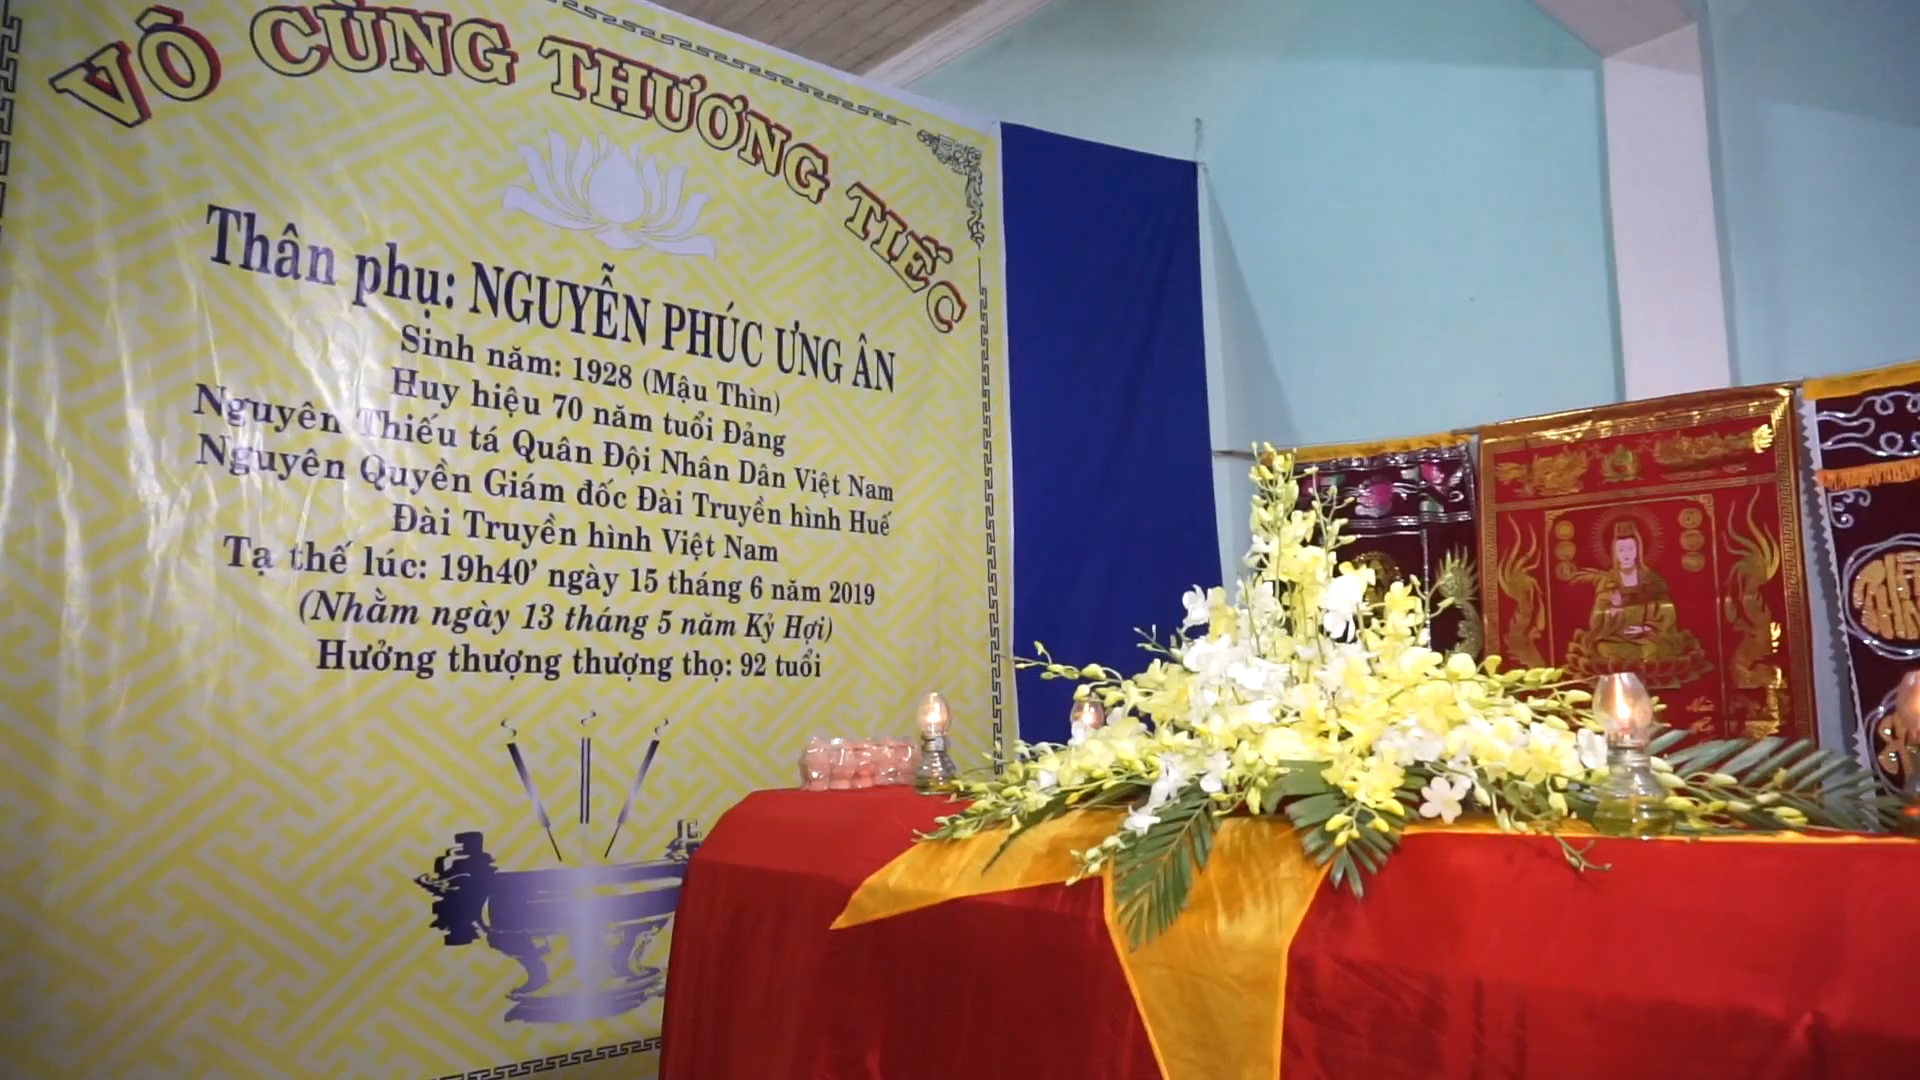 VÔ CÙNG THƯƠNG TIẾC
Thân phụ: NGUYỄN PHÚC ƯNG ÂN
Sinh năm: 1928 (Mậu Thìn)
Huy hiệu 70 năm tuổi Đảng
Nguyên Thiếu tá Quân Đội Nhân Dân Việt Nam
Nguyên Quyền Giám đốc Đài Truyền hình Huế
Đài Truyền hình Việt Nam
Tạ thế lúc: 19h40’ ngày 15 tháng 6 năm 2019
(Nhằm ngày 13 tháng 5 năm Kỷ Hợi)
Hưởng thượng thượng thọ: 92 tuổi